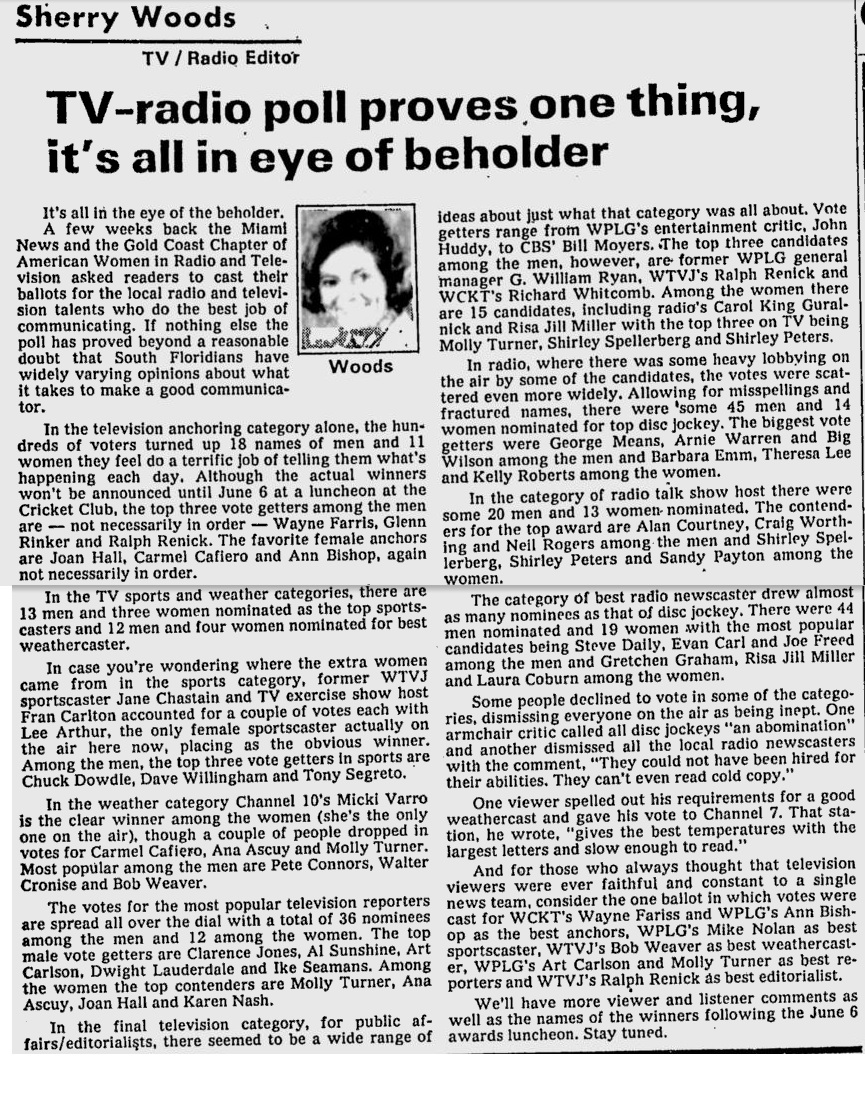 Sherry Woods
TV / Radio Editor
TV-radio poll proves one thing,
it's all in eye of beholder
It's all in the eye of the beholder.
A few weeks back the Miami
News and the Gold Coast Chapter of
American Women in Radio and Tele-
vision asked readers to cast their
ballots for the local radio and televi-
sion talents who do the best job of
communicating. If nothing else the
poll has proved beyond a reasonable
doubt that South Floridians have
widely varying opinions about what
it takes to make a good communica-
tor.
Woods
In the television anchoring category alone, the hun-
dreds of voters turned up 18 names of men and 11
women they feel do a terrific job of telling them what's
happening each day. Although the actual winners
won't be announced until June 6 at a luncheon at the
Cricket Club, the top three vote getters among the men
are — not necessarily in order — Wayne Farris, Glenn
Rinker and Ralph Renick. The favorite female anchors
are Joan Hall, Carmel Cafiero and Ann Bishop, again
not necessarily in order.
In the TV sports and weather categories, there are
13 men and three women nominated as the top sports-
casters and 12 men and four women nominated for best
weathercaster.
In case you're wondering where the extra women
came from in the sports category, former WTVJ
sportscaster Jane Chastain and TV exercise show host
Fran Carlton accounted for a couple of votes each with
Lee Arthur, the only female sportscaster actually on
the air here now, placing as the obvious winner.
Among the men, the top three vote getters in sports are
Chuck Dowdle, Dave Willingham and Tony Segreto.
In the weather category Channel 10's Micki Varro
is the clear winner among the women (she's the only
one on the air), though a couple of people dropped in
votes for Carmel Cafiero, Ana Ascuy and Molly Turner.
Most popular among the men are Pete Connors, Walter
Cronise and Bob Weaver.
The votes for the most popular television reporters
are spread all over the dial with a total of 36 nominees
among the men and 12 among the women. The top
male vote getters are Clarence Jones, Al Sunshine, Art
Carlson, Dwight Lauderdale and Ike Seamans. Among
the women the top contenders are Molly Turner, Ana
Ascuy, Joan Hall and Karen Nash.
In the final television category, for public af-
fairs/editorialists, there seemed to be a wide range of
ideas about just what that category was all about. Vote
getters range from WPLG's entertainment critic, John
Huddy, to CBS' Bill Moyers. The top three candidates
among the men, however, are former WPLG general
manager G. William Ryan, WTVJ's Ralph Renick and
WCKT's Richard Whitcomb. Among the women there
are 15 candidates, including radio's Carol King Gural-
nick and Risa Jill Miller with the top three on TV being
Molly Turner, Shirley Spellerberg and Shirley Peters.
In radio, where there was some heavy lobbying on
the air by some of the candidates, the votes were scat-
tered even more widely. Allowing for misspellings and
fractured names, there were some 45 men and 14
women nominated for top disc jockey. The biggest vote
getters were George Means, Arnie Warren and Big
Wilson among the men and Barbara Emm, Theresa Lee
and Kelly Roberts among the women.
In the category of radio talk show host there were
some 20 men and 13 women nominated. The contend-
ers for the top award are Alan Courtney, Craig Worth-
ing and Neil Rogers among the men and Shirley Spel-
lerberg, Shirley Peters and Sandy Payton among the
women.
The category of best radio newscaster drew almost
as many nominees as that of disc jockey. There were 44
men nominated and 19 women with the most popular
candidates being Steve Daily, Evan Carl and Joe Freed
among the men and Gretchen Graham, Risa Jill Miller
and Laura Coburn among the women.
Some people declined to vote in some of the catego-
ries, dismissing everyone on the air as being inept. One
armchair critic called all disc jockeys "an abomination"
and another dismissed all the local radio newscasters
with the comment, "They could not have been hired for
their abilities. They can't even read cold copy."
One viewer spelled out his requirements for a good
weathercast and gave his vote to Channel 7. That sta-
tion, he wrote, "gives the best temperatures with the
largest letters and slow enough to read."
And for those who always thought that television
viewers were ever faithful and constant to a single
news team, consider the one ballot in which votes were
cast for WCKT's Wayne Fariss and WPLG's Ann Bish-
op as the best anchors, WPLG's Mike Nolan as best
sportscaster, WTVJ's Bob Weaver as best weathercast-
er, WPLG's Art Carlson and Molly Turner as best re-
porters and WTVJ's Ralph Renick as best editorialist.
We'll have more viewer and listener comments as
well as the names of the winners following the June 6
awards luncheon. Stay tuned.